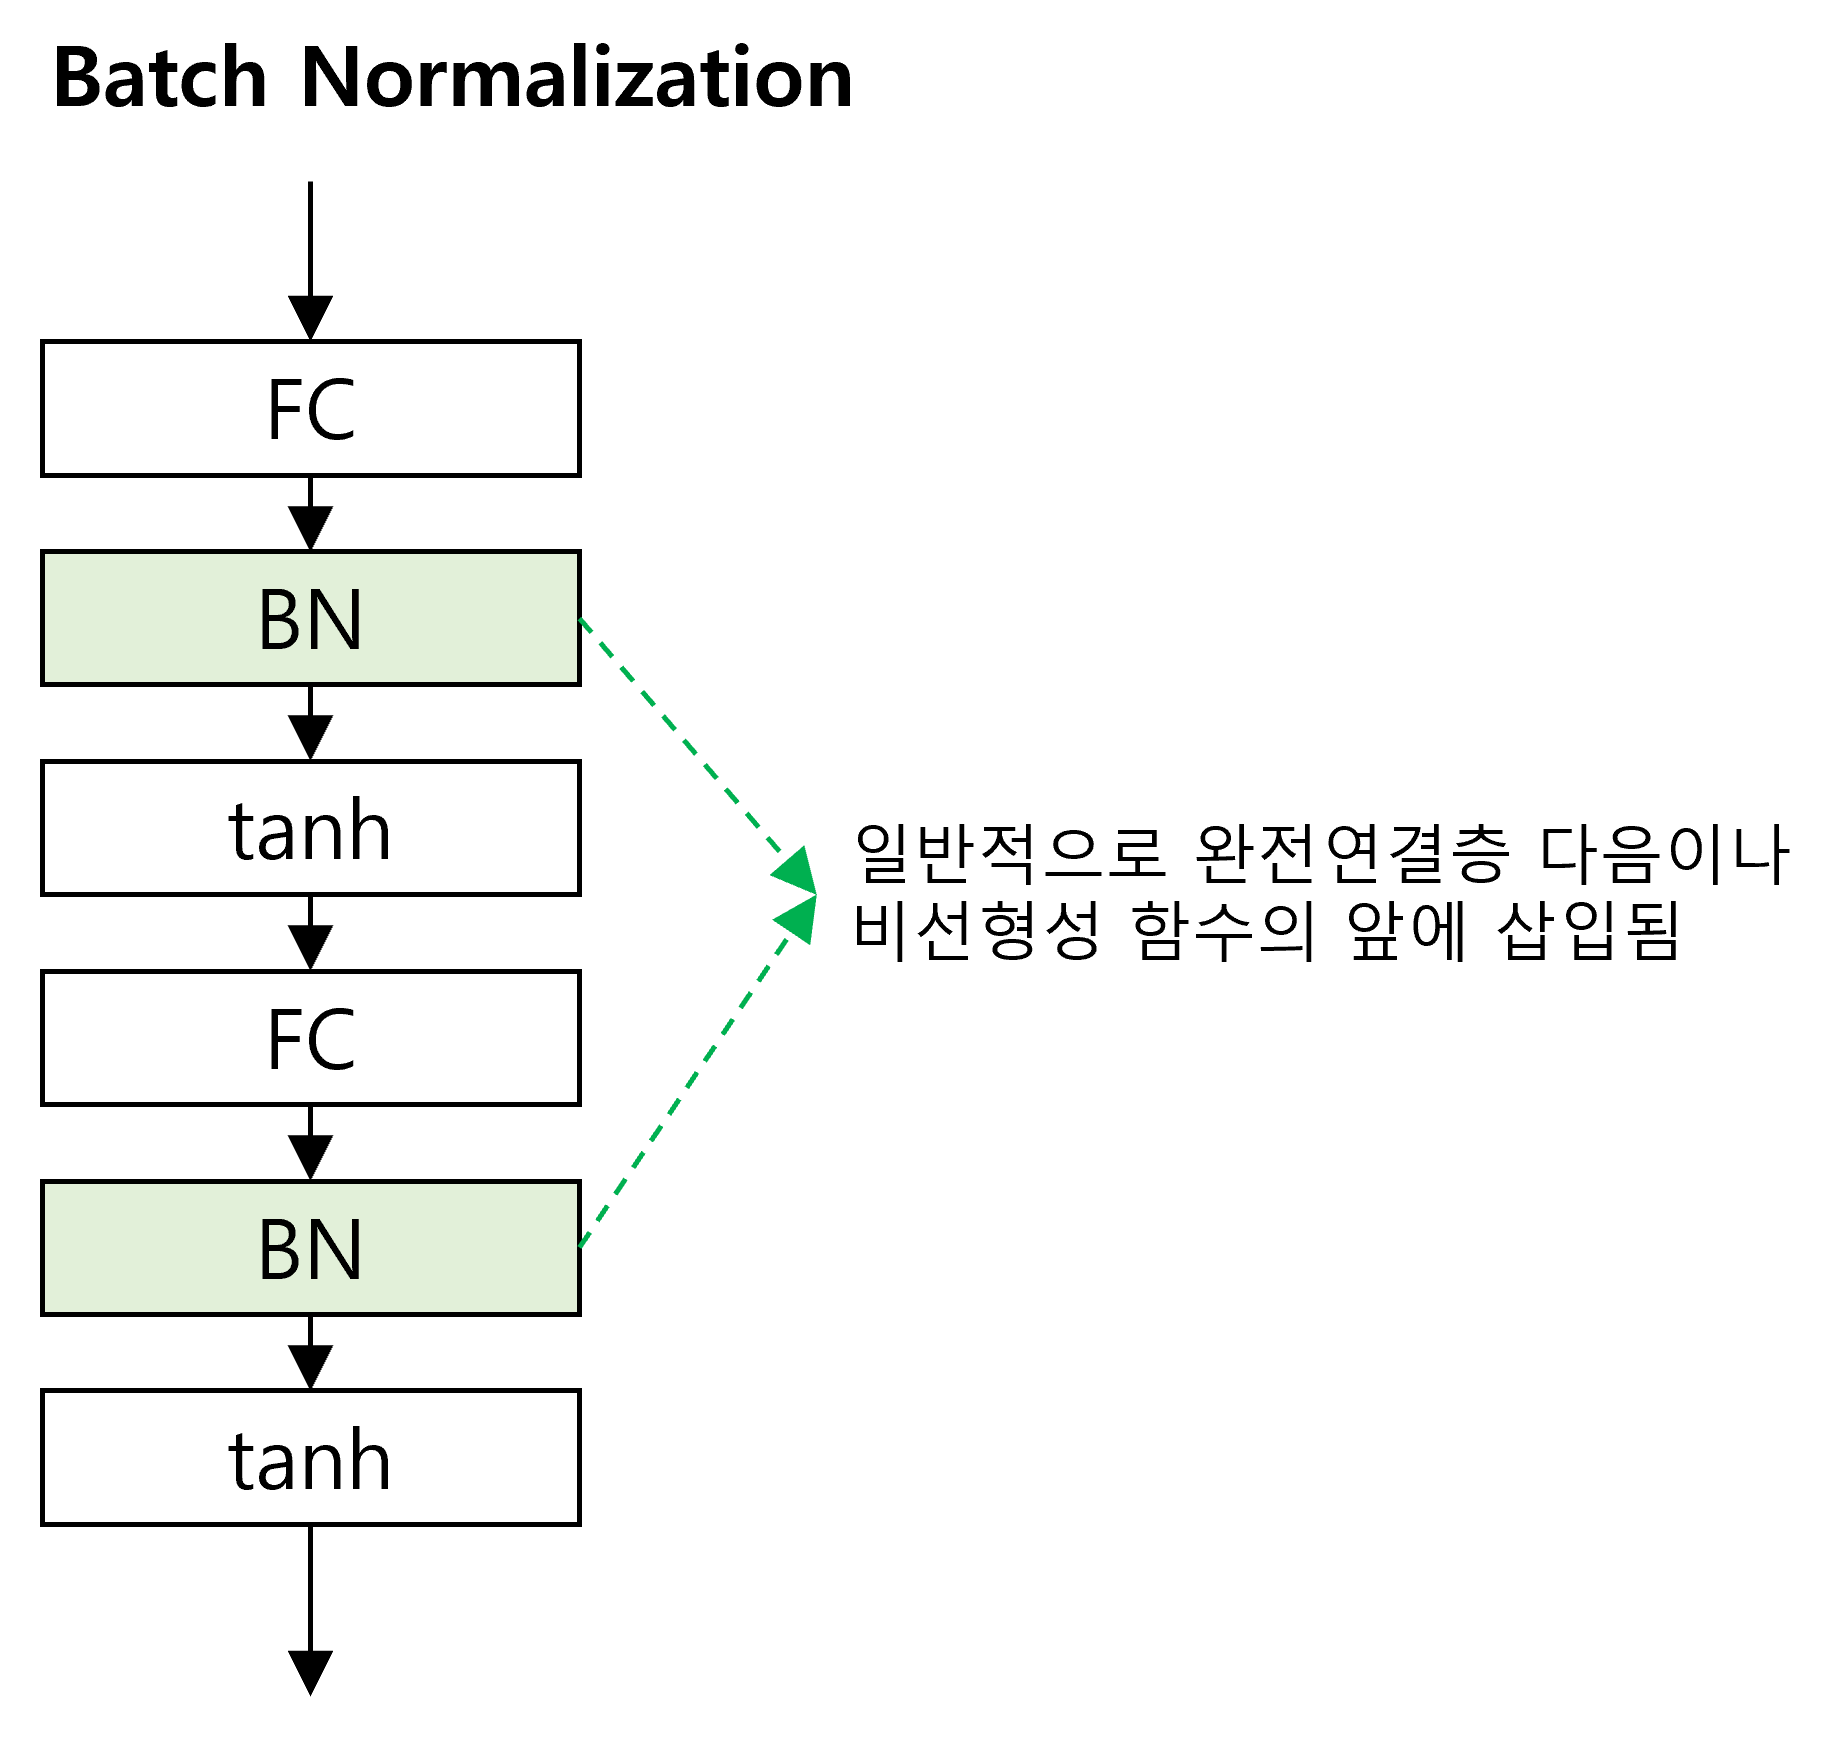 Batch Normalization
FC
BN
tanh
일반적으로 완전연결층 다음이나
비선형성 함수의 앞에 삽입됨
FC
BN
tanh